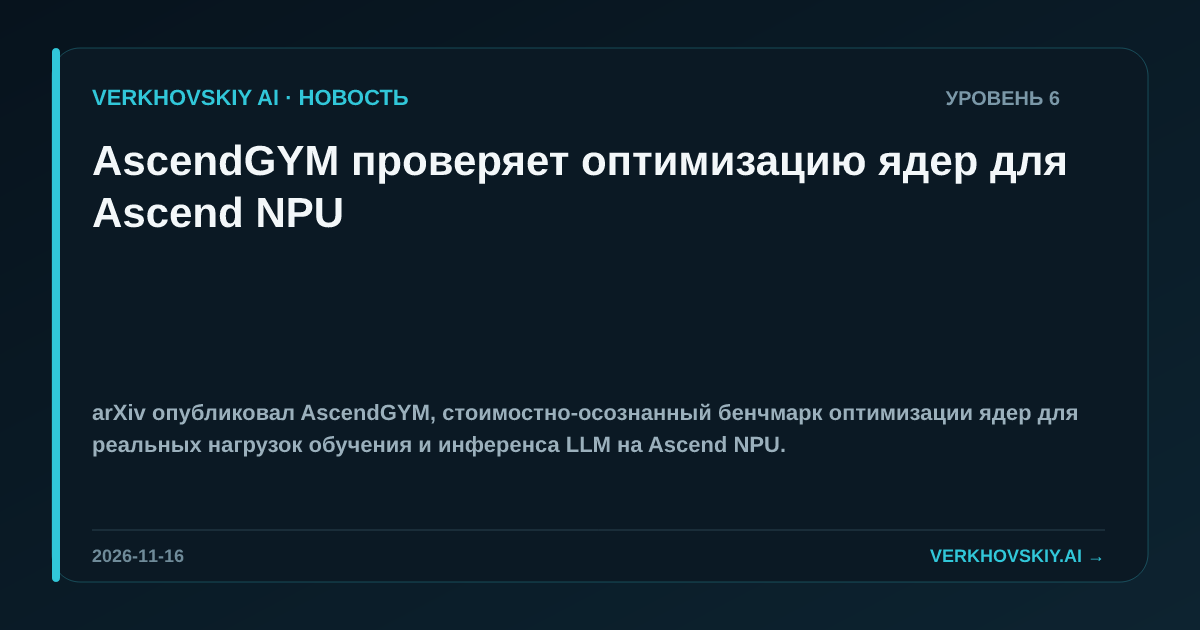 VERKHOVSKIY AI · НОВОСТЬ
УРОВЕНЬ 6
AscendGYM проверяет оптимизацию ядер для
Ascend NPU
arXiv опубликовал AscendGYM, стоимостно-осознанный бенчмарк оптимизации ядер для
реальных нагрузок обучения и инференса LLM на Ascend NPU.
2026-11-16
VERKHOVSKIY.AI →